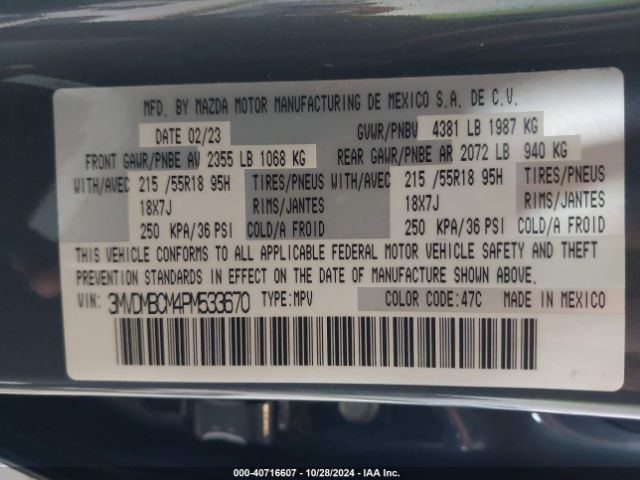 MFD. BY MAZDA MOTOR MANUFACTURING DE MEXICO S.A. DE C.V.
DATE 02/23 GVWR/PNBV 4381 LB 1987 KG
FRONT GAWR/PNBE AV 2355 LB 1068 KG REAR GAWR/PNBE AR 2072 LB 940 KG
WITH/AVEC 215 /55R18 95H TIRES/PNEUS WITH/AVEC 215 /55R18 95H TIRES/PNEUS
18X7J RIMS/JANTES 18X7J RIMS/JANTES
250 KPA/36 PSI COLD/A FROID 250 KPA/36 PSI COLD/A FROID
THIS VEHICLE CONFORMS TO ALL APPLICABLE FEDERAL MOTOR VEHICLE SAFETY AND THEFT
PREVENTION STANDARDS IN EFFECT ON THE DATE OF MANUFACTURE SHOWN ABOVE.
VIN: 3MVDMBCM4PM533670 TYPE:MPV COLOR CODE:47C MADE IN MEXICO
000-40716607 - 10/28/2024 - IAA Inc.